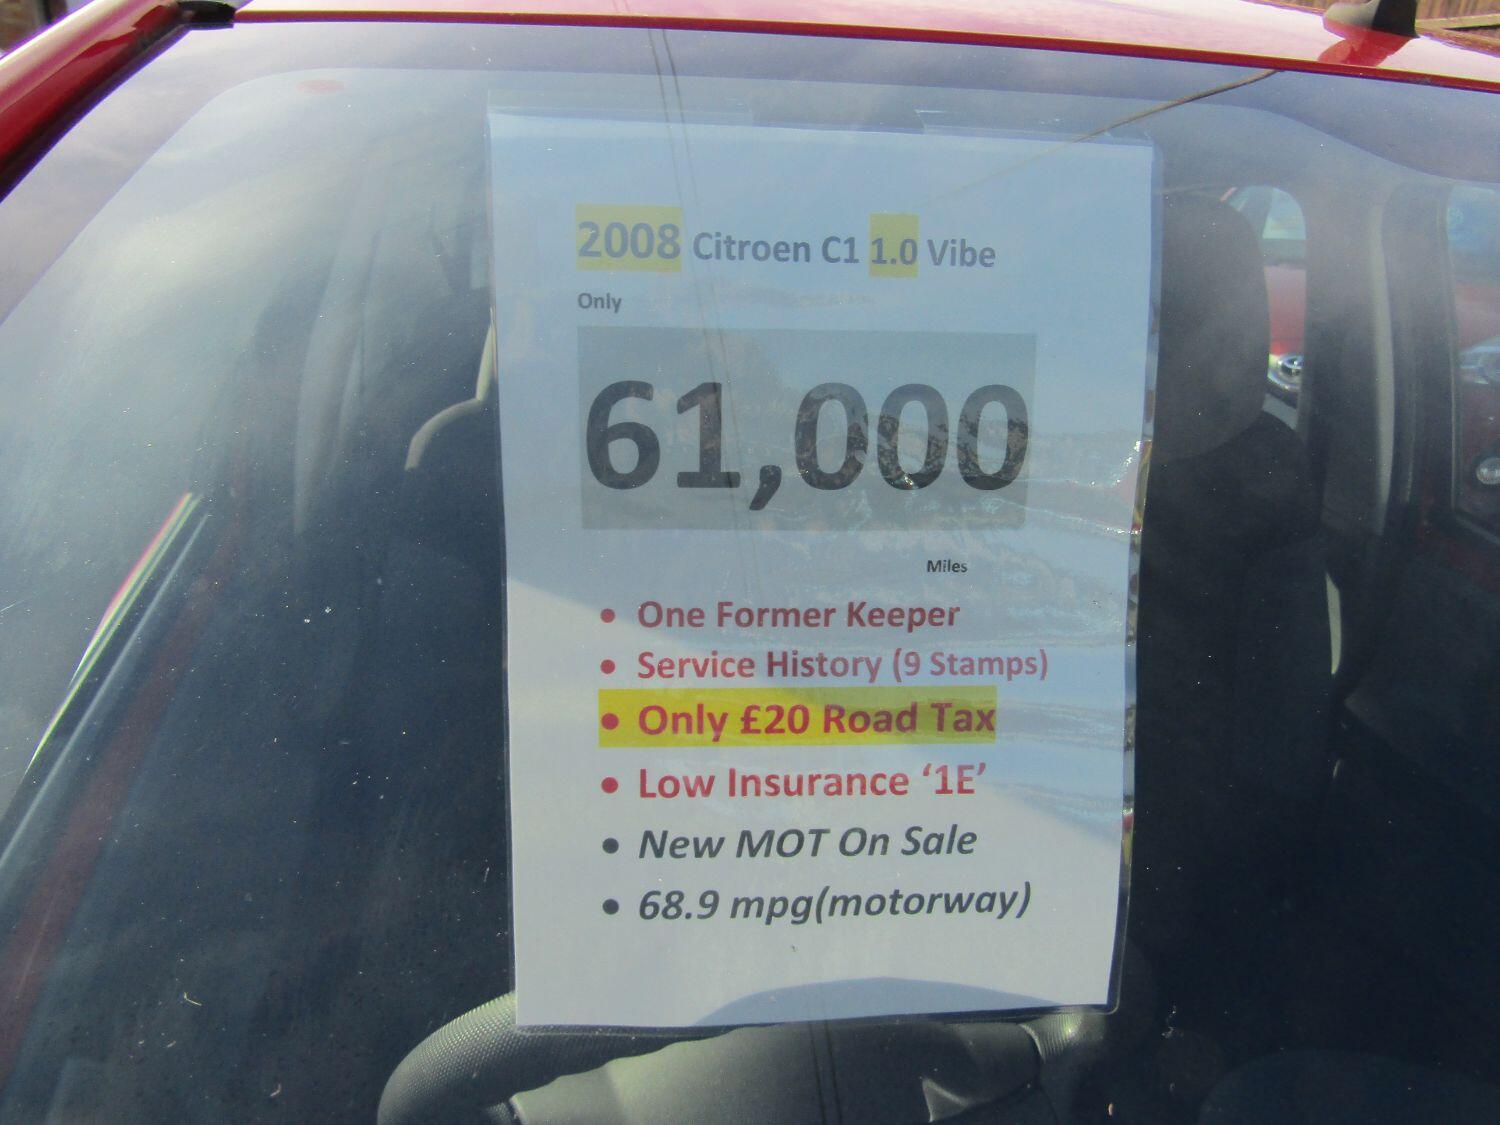 2008 Citroen C1 1.0 Vibe
Only
61,000
Miles
• One Former Keeper
• Service History (9 Stamps)
• Only £20 Road Tax
• Low Insurance ‘1E’
• New MOT On Sale
• 68.9 mpg(motorway)